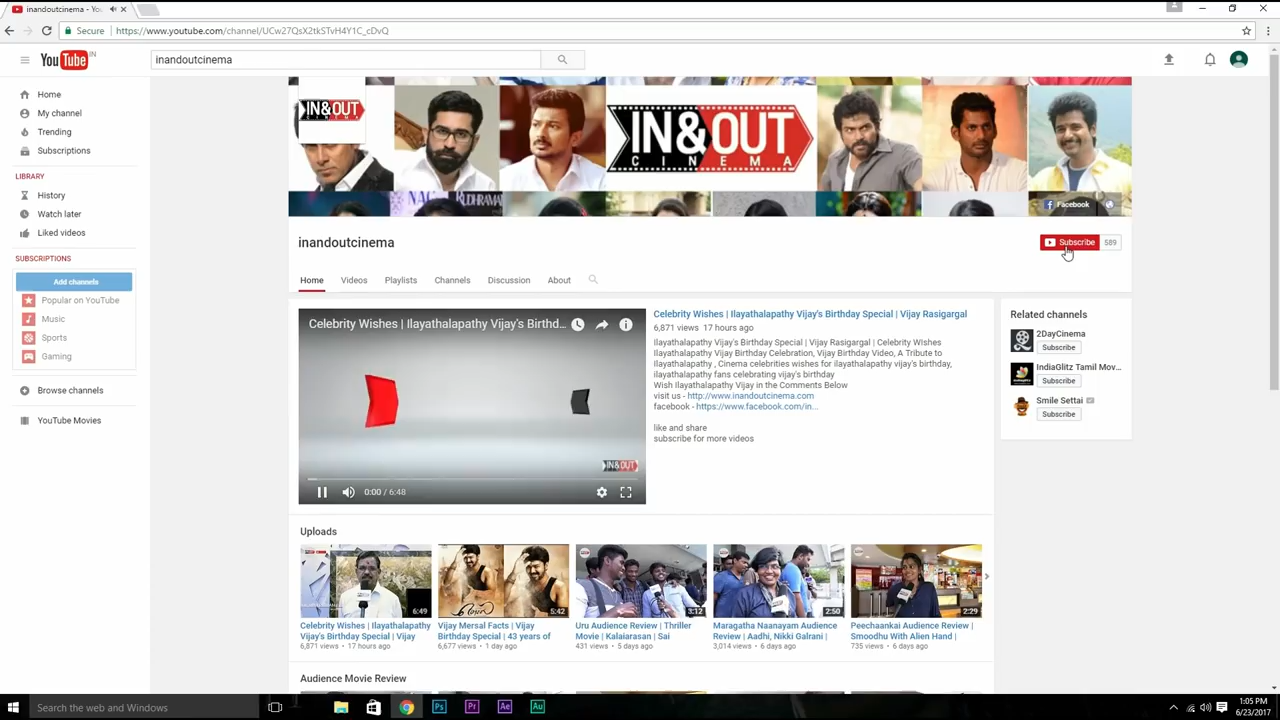 inandoutcinema - Yo
Secure
https://www.youtube.com/channel/UCw27QsX2tkSTvH4Y1C_cDvQ
YouTube IN
inandoutcinema
Home
My channel
Trending
Subscriptions
LIBRARY
History
Watch later
Liked videos
SUBSCRIPTIONS
Add channels
Popular on YouTube
Music
Sports
Gaming
Browse channels
YouTube Movies
IN&OUT
CINEMA
IN&OUT
CINEMA
Facebook
inandoutcinema
Subscribe 589
Home Videos Playlists Channels Discussion About
Celebrity Wishes | Ilayathalapathy Vijay's Birthd...
IN&OUT
0:00 / 6:48
Celebrity Wishes | Ilayathalapathy Vijay's Birthday Special | Vijay Rasigargal
6,871 views 17 hours ago
Ilayathalapathy Vijay's Birthday Special | Vijay Rasigargal | Celebrity Wishes
Ilayathalapathy Vijay Birthday Celebration, Vijay Birthday Video, A Tribute to
Ilayathalapathy , Cinema celebrities wishes for ilayathalapathy vijay's birthday,
ilayathalapathy fans celebrating vijay's birthday
Wish Ilayathalapathy Vijay in the Comments Below
visit us - http://www.inandoutcinema.com
facebook - https://www.facebook.com/in...
like and share
subscribe for more videos
Related channels
2DayCinema
Subscribe
IndiaGlitz Tamil Mov...
Subscribe
Smile Settai
Subscribe
Uploads
6:49
Celebrity Wishes | Ilayathalapathy
Vijay's Birthday Special | Vijay
6,871 views • 17 hours ago
5:42
Vijay Mersal Facts | Vijay
Birthday Special | 43 years of
6,677 views • 1 day ago
3:12
Uru Audience Review | Thriller
Movie | Kalaiarasan | Sai
431 views • 5 days ago
2:50
Maragatha Naanayam Audience
Review | Aadhi, Nikki Galrani |
3,014 views • 6 days ago
2:29
Peechaankai Audience Review |
Smoodhu With Alien Hand |
735 views • 6 days ago
Audience Movie Review
Search the web and Windows
Ps
Pr
Ae
Au
1:05 PM
6/23/2017